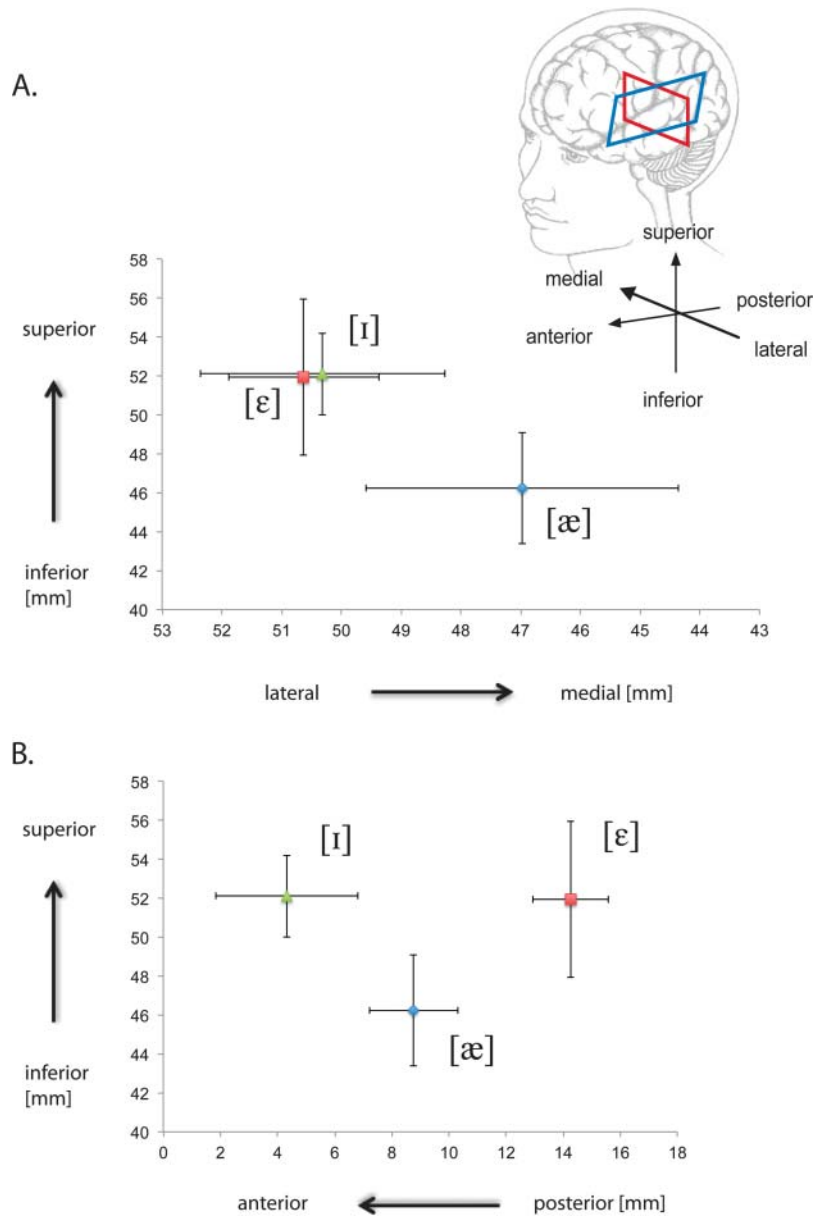 A.
superior
medial
posterior
anterior
lateral
inferior
58
56
54
52
50
48
46
44
42
40
superior
inferior
[mm]
[ɪ]
[ɛ]
[æ]
53 52 51 50 49 48 47 46 45 44 43
lateral medial [mm]
B.
58
56
54
52
50
48
46
44
42
40
superior
inferior
[mm]
[ɪ]
[ɛ]
[æ]
0 2 4 6 8 10 12 14 16 18
anterior posterior [mm]